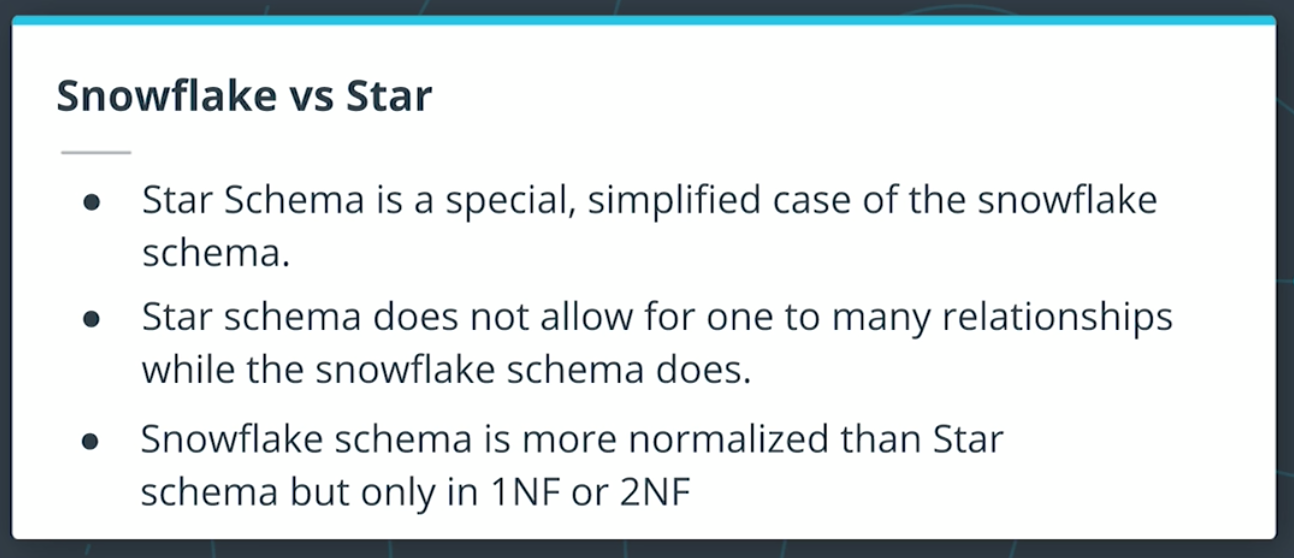 Snowflake vs Star
● Star Schema is a special, simplified case of the snowflake
schema.
● Star schema does not allow for one to many relationships
while the snowflake schema does.
● Snowflake schema is more normalized than Star
schema but only in 1NF or 2NF